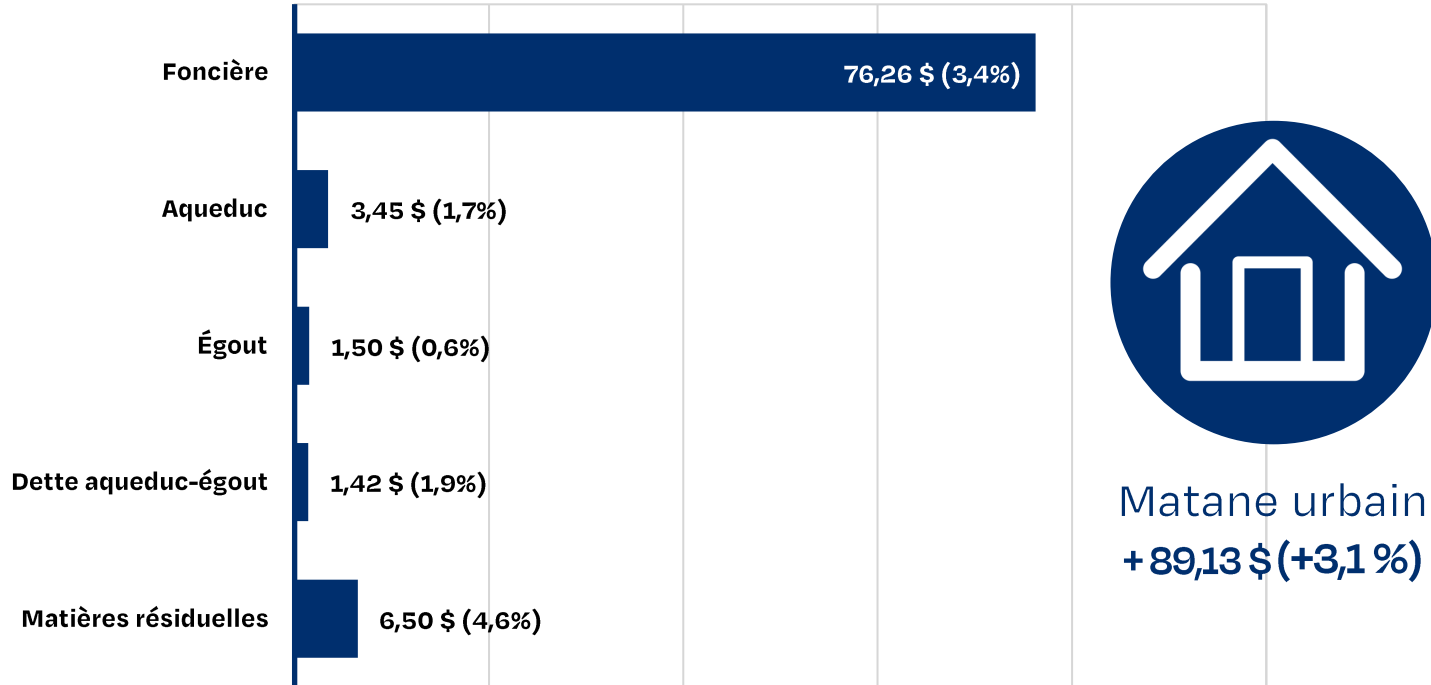 Foncière 76,26 $ (3,4%)
Aqueduc 3,45 $ (1,7%)
Égout 1,50 $ (0,6%)
Dette aqueduc-égout 1,42 $ (1,9%)
Matières résiduelles 6,50 $ (4,6%)
Matane urbain
+89,13 $ (+3,1 %)